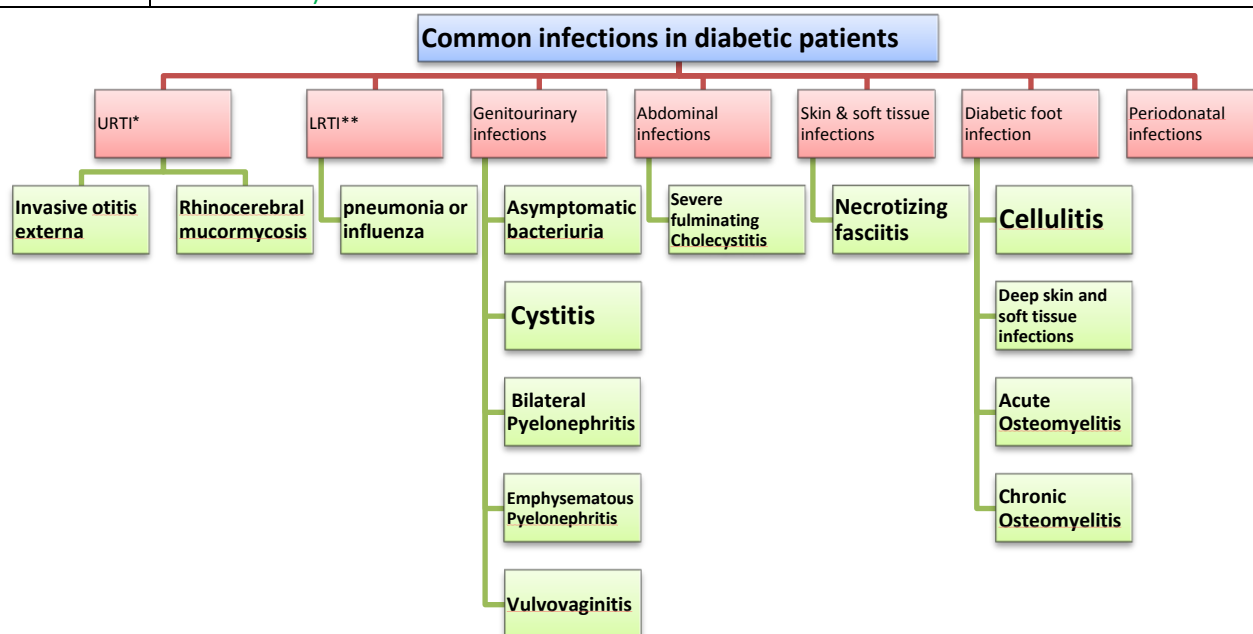 Common infections in diabetic patients
URTI*
LRTI**
Genitourinary
infections
Abdominal
infections
Skin & soft tissue
infections
Diabetic foot
infection
Periodonatal
infections
Invasive otitis
externa
Rhinocerebral
mucormycosis
pneumonia or
influenza
Asymptomatic
bacteriuria
Cystitis
Bilateral
Pyelonephritis
Emphysematous
Pyelonephritis
Vulvovaginitis
Severe
fulminating
Cholecystitis
Necrotizing
fasciitis
Cellulitis
Deep skin and
soft tissue
infections
Acute
Osteomyelitis
Chronic
Osteomyelitis